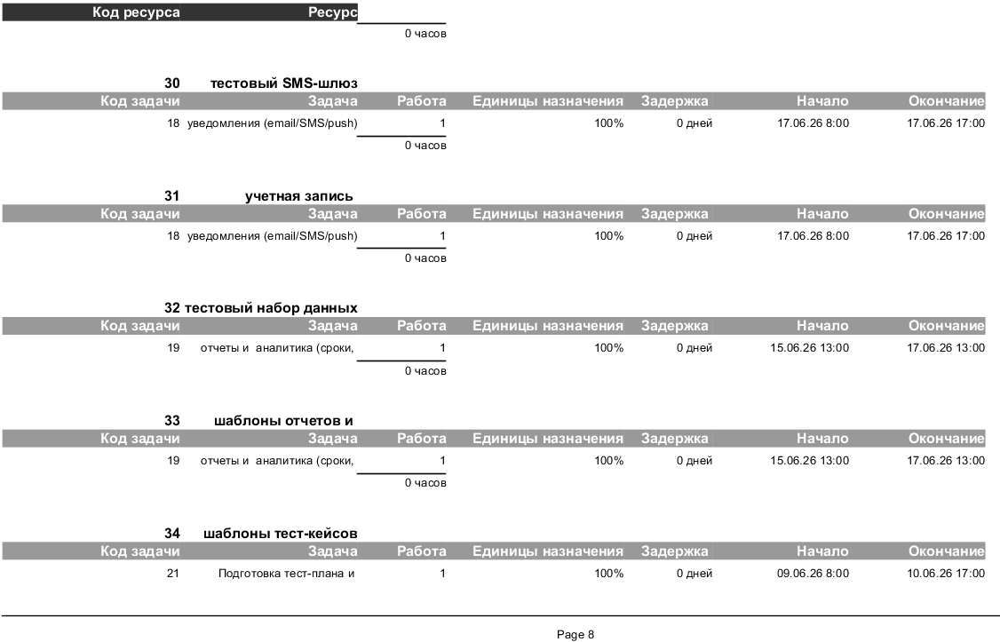 Код ресурса Ресурс
0 часов
30 тестовый SMS-шлюз
Код задачи Задача Работа Единицы назначения Задержка Начало Окончание
18 уведомления (email/SMS/push) 1 100% 0 дней 17.06.26 8:00 17.06.26 17:00
0 часов
31 учетная запись
Код задачи Задача Работа Единицы назначения Задержка Начало Окончание
18 уведомления (email/SMS/push) 1 100% 0 дней 17.06.26 8:00 17.06.26 17:00
0 часов
32 тестовый набор данных
Код задачи Задача Работа Единицы назначения Задержка Начало Окончание
19 отчеты и аналитика (сроки, 1 100% 0 дней 15.06.26 13:00 17.06.26 13:00
0 часов
33 шаблоны отчетов и
Код задачи Задача Работа Единицы назначения Задержка Начало Окончание
19 отчеты и аналитика (сроки, 1 100% 0 дней 15.06.26 13:00 17.06.26 13:00
0 часов
34 шаблоны тест-кейсов
Код задачи Задача Работа Единицы назначения Задержка Начало Окончание
21 Подготовка тест-плана и 1 100% 0 дней 09.06.26 8:00 10.06.26 17:00
Page 8